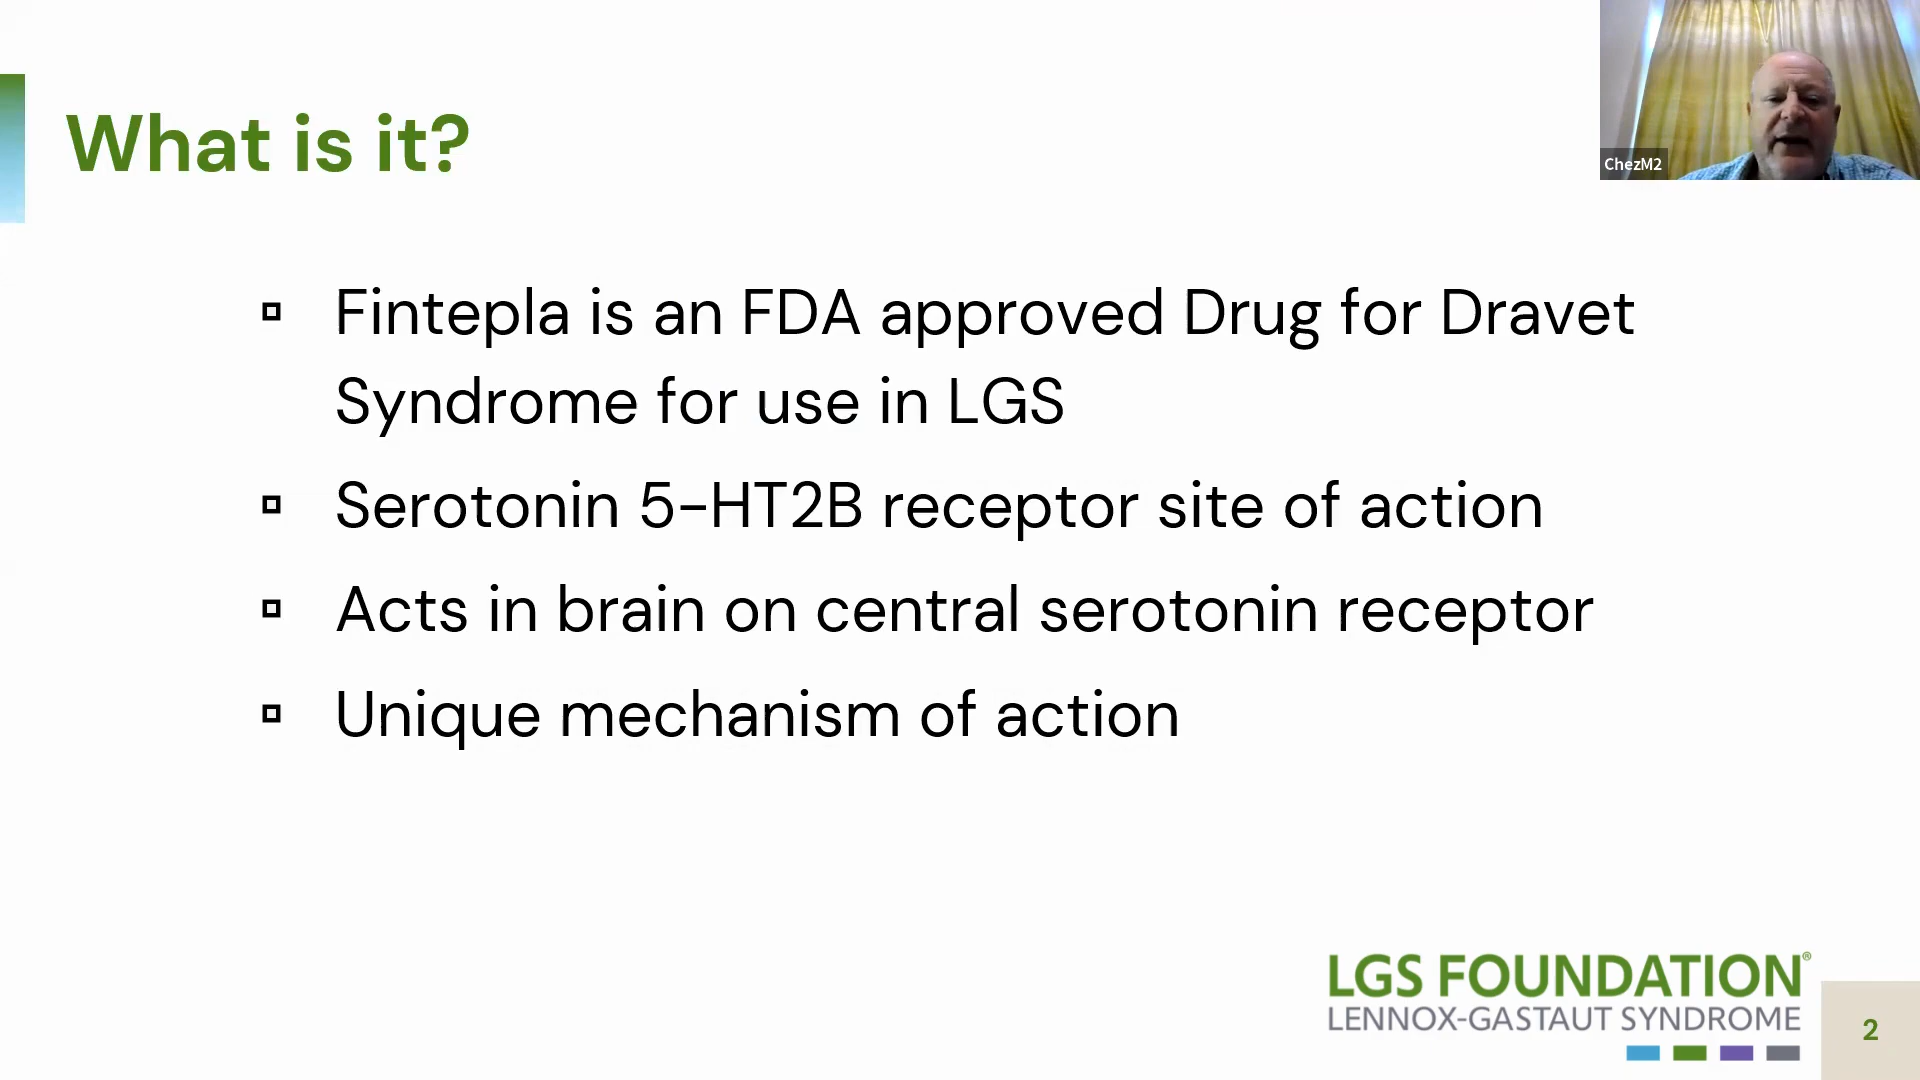 What is it?
ChezM2
Fintepla is an FDA approved Drug for Dravet
Syndrome for use in LGS
Serotonin 5-HT2B receptor site of action
Acts in brain on central serotonin receptor
Unique mechanism of action
LGS FOUNDATION®
LENNOX-GASTAUT SYNDROME
2